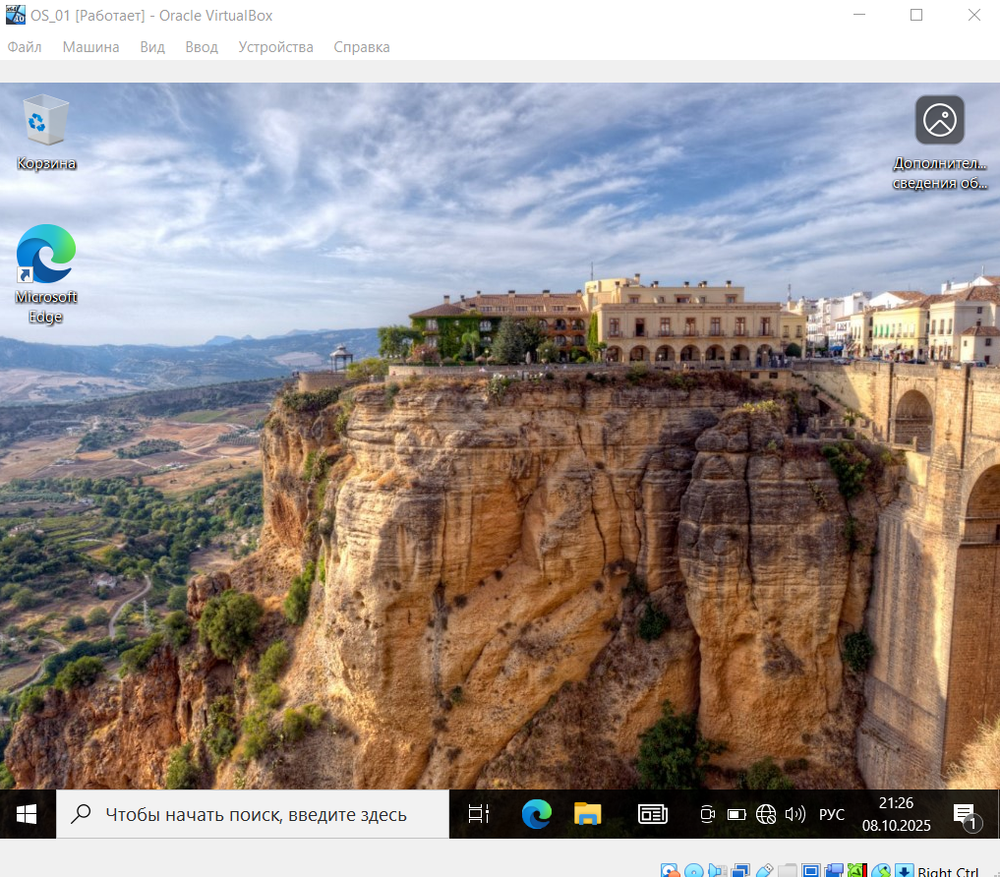 OS_01 [Работает] - Oracle VirtualBox
Файл Машина Вид Ввод Устройства Справка
Корзина
Дополнител...
сведения об...
Microsoft
Edge
Чтобы начать поиск, введите здесь
РУС
21:26
08.10.2025
1
Right Ctrl